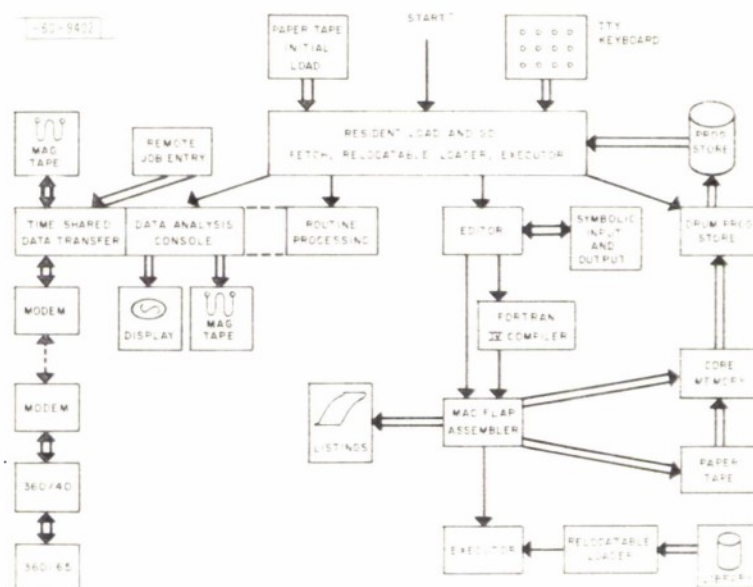 -60-9402
PAPER TAPE
INITIAL
LOAD
START
TTY
KEYBOARD
MAG
TAPE
REMOTE
JOB ENTRY
RESIDENT LOAD AND GO
FETCH, RELOCATABLE LOADER, EXECUTOR
PROG
STORE
TIME SHARED
DATA TRANSFER
DATA ANALYSIS
CONSOLE
ROUTINE
PROCESSING
EDITOR
SYMBOLIC
INPUT
AND
OUTPUT
DRUM PROG
STORE
MODEM
DISPLAY
MAG
TAPE
FORTRAN
IV COMPILER
MODEM
LISTINGS
MAC FLAP
ASSEMBLER
CORE
MEMORY
360/40
PAPER
TAPE
360/65
EXECUTOR
RELOCATABLE
LOADER
LIBRARY